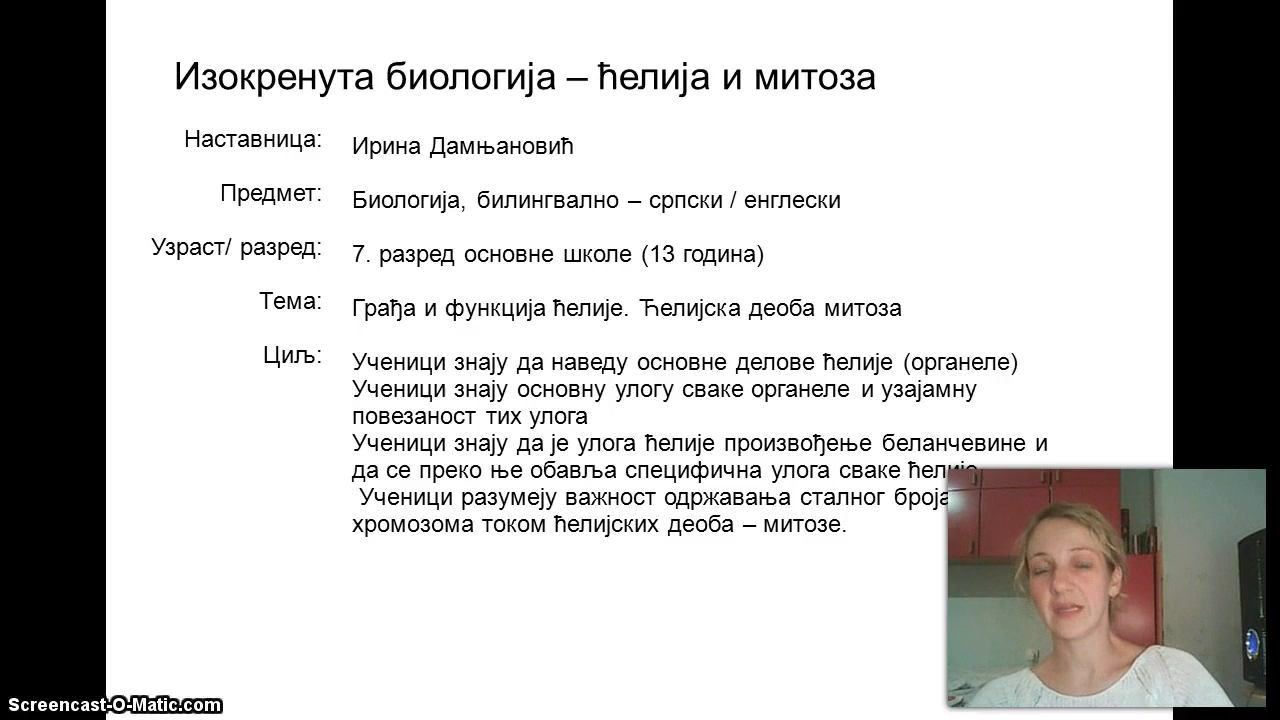 Изокренута биологија – ћелија и митоза
Наставница: Ирина Дамњановић
Предмет: Биологија, билингвално – српски / енглески
Узраст/ разред: 7. разред основне школе (13 година)
Тема: Грађа и функција ћелије. Ћелијска деоба митоза
Циљ: Ученици знају да наведу основне делове ћелије (органеле)
Ученици знају основну улогу сваке органеле и узајамну
повезаност тих улога
Ученици знају да је улога ћелије произвођење беланчевине и
да се преко ње обавља специфична улога сваке ћелије
Ученици разумеју важност одржавања сталног броја
хромозома током ћелијских деоба – митозе.
Screencast-O-Matic.com